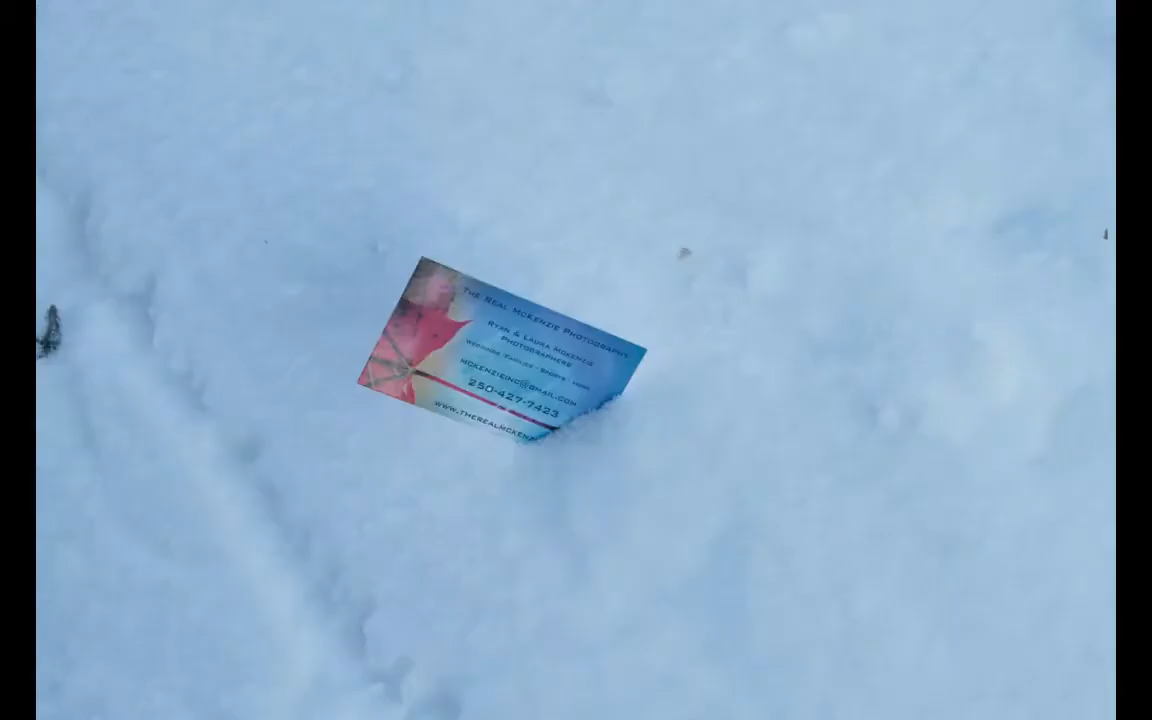 The Real McKenzie Photography
Ryan & Laura McKenzie
Photographers
Weddings · Families · Sports · More
mckenzieinc@gmail.com
250-427-7423
www.therealmcken